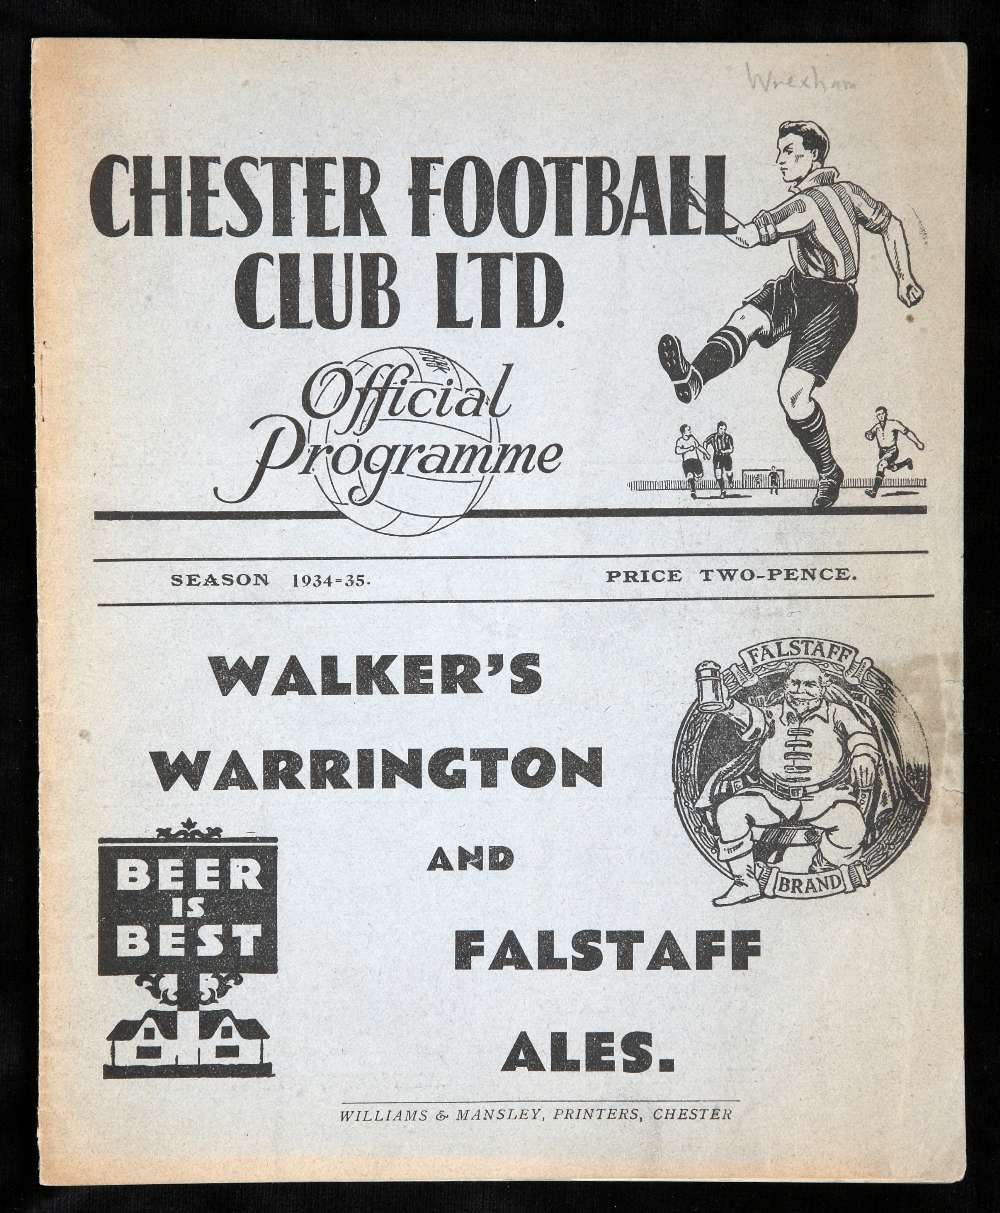 Wrexham
CHESTER FOOTBALL
CLUB LTD.
Official
Programme
SEASON 1934-35.
PRICE TWO-PENCE.
WALKER'S
WARRINGTON
AND
FALSTAFF
ALES.
FALSTAFF
BRAND
BEER
IS
BEST
WILLIAMS & MANSLEY, PRINTERS, CHESTER